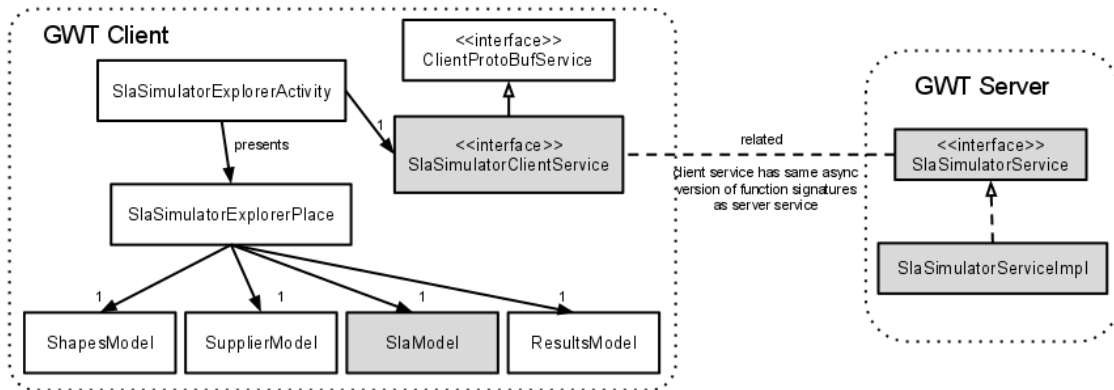 GWT Client
<<interface>>
ClientProtoBufService
SlaSimulatorExplorerActivity
1
<<interface>>
SlaSimulatorClientService
presents
SlaSimulatorExplorerPlace
1
1
1
1
ShapesModel
SupplierModel
SlaModel
ResultsModel
related
client service has same async
version of function signatures
as server service
GWT Server
<<interface>>
SlaSimulatorService
SlaSimulatorServiceImpl